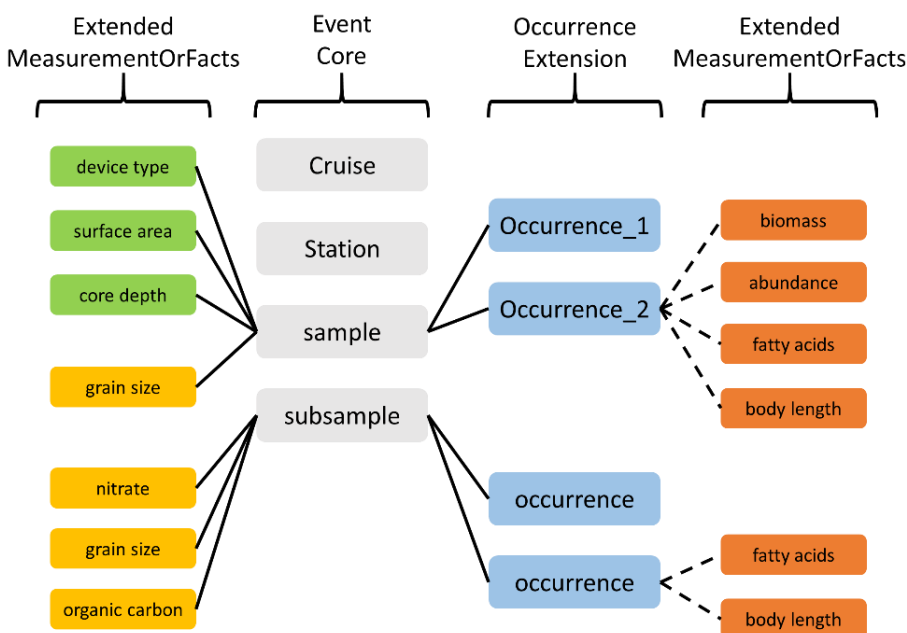 Extended
MeasurementOrFacts
Event
Core
Occurrence
Extension
Extended
MeasurementOrFacts
device type
surface area
core depth
grain size
nitrate
grain size
organic carbon
Cruise
Station
sample
subsample
Occurrence_1
Occurrence_2
occurrence
occurrence
biomass
abundance
fatty acids
body length
fatty acids
body length